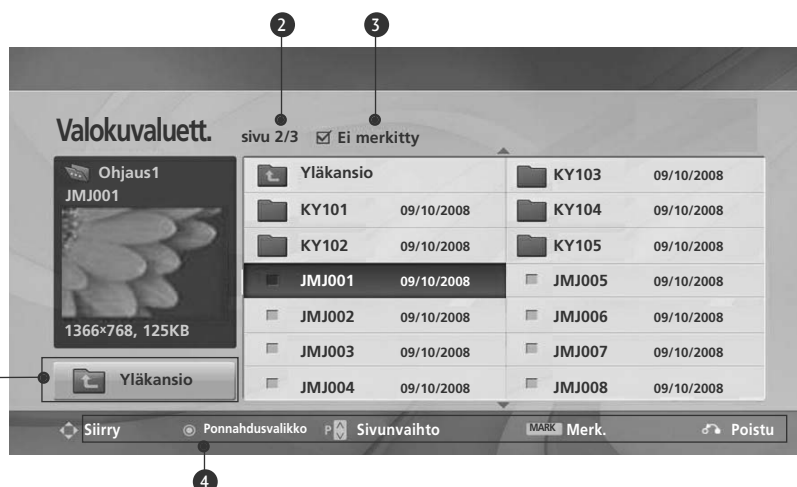 2 3
Valokuvaluett. sivu 2/3 Ei merkitty
Ohjaus1
JMJ001
1366x768, 125KB
Yläkansio
Yläkansio
KY101 09/10/2008
KY102 09/10/2008
JMJ001 09/10/2008
JMJ002 09/10/2008
JMJ003 09/10/2008
JMJ004 09/10/2008
KY103 09/10/2008
KY104 09/10/2008
KY105 09/10/2008
JMJ005 09/10/2008
JMJ006 09/10/2008
JMJ007 09/10/2008
JMJ008 09/10/2008
Siirry Ponnahdusvalikko P Sivunvaihto MARK Merk. Poistu
4